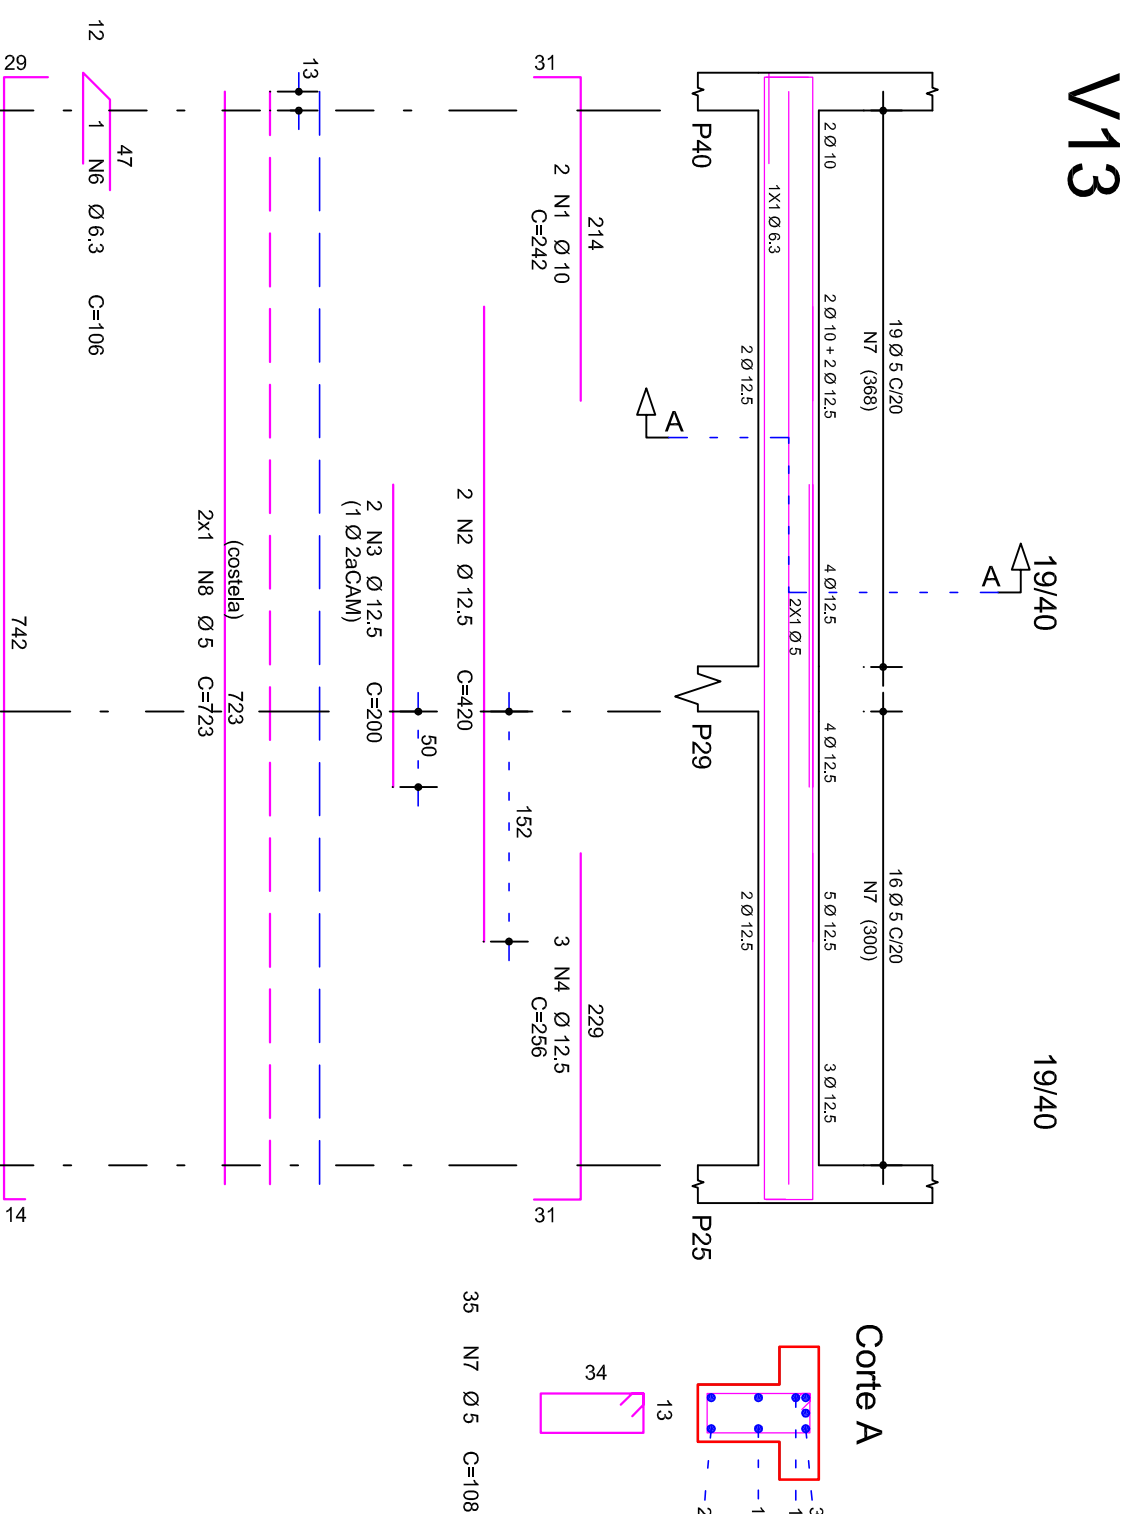 V13
19/40
19/40
A
19 Ø 5 C/20
N7 (368)
16 Ø 5 C/20
N7 (300)
2 Ø 10
2 Ø 10 + 2 Ø 12.5
4 Ø 12.5
4 Ø 12.5
5 Ø 12.5
3 Ø 12.5
1X1 Ø 6.3
2X1 Ø 5
2 Ø 12.5
2 Ø 12.5
A
P40
P29
P25
31
214
2 N1 Ø 10
C=242
229
3 N4 Ø 12.5
C=256
31
152
2 N2 Ø 12.5 C=420
50
2 N3 Ø 12.5 C=200
(1 Ø 2aCAM)
13
(costela)
723
2x1 N8 Ø 5 C=723
47
12
1 N6 Ø 6.3 C=106
29
742
14
Corte A
3
1
1
2
13
34
35 N7 Ø 5 C=108